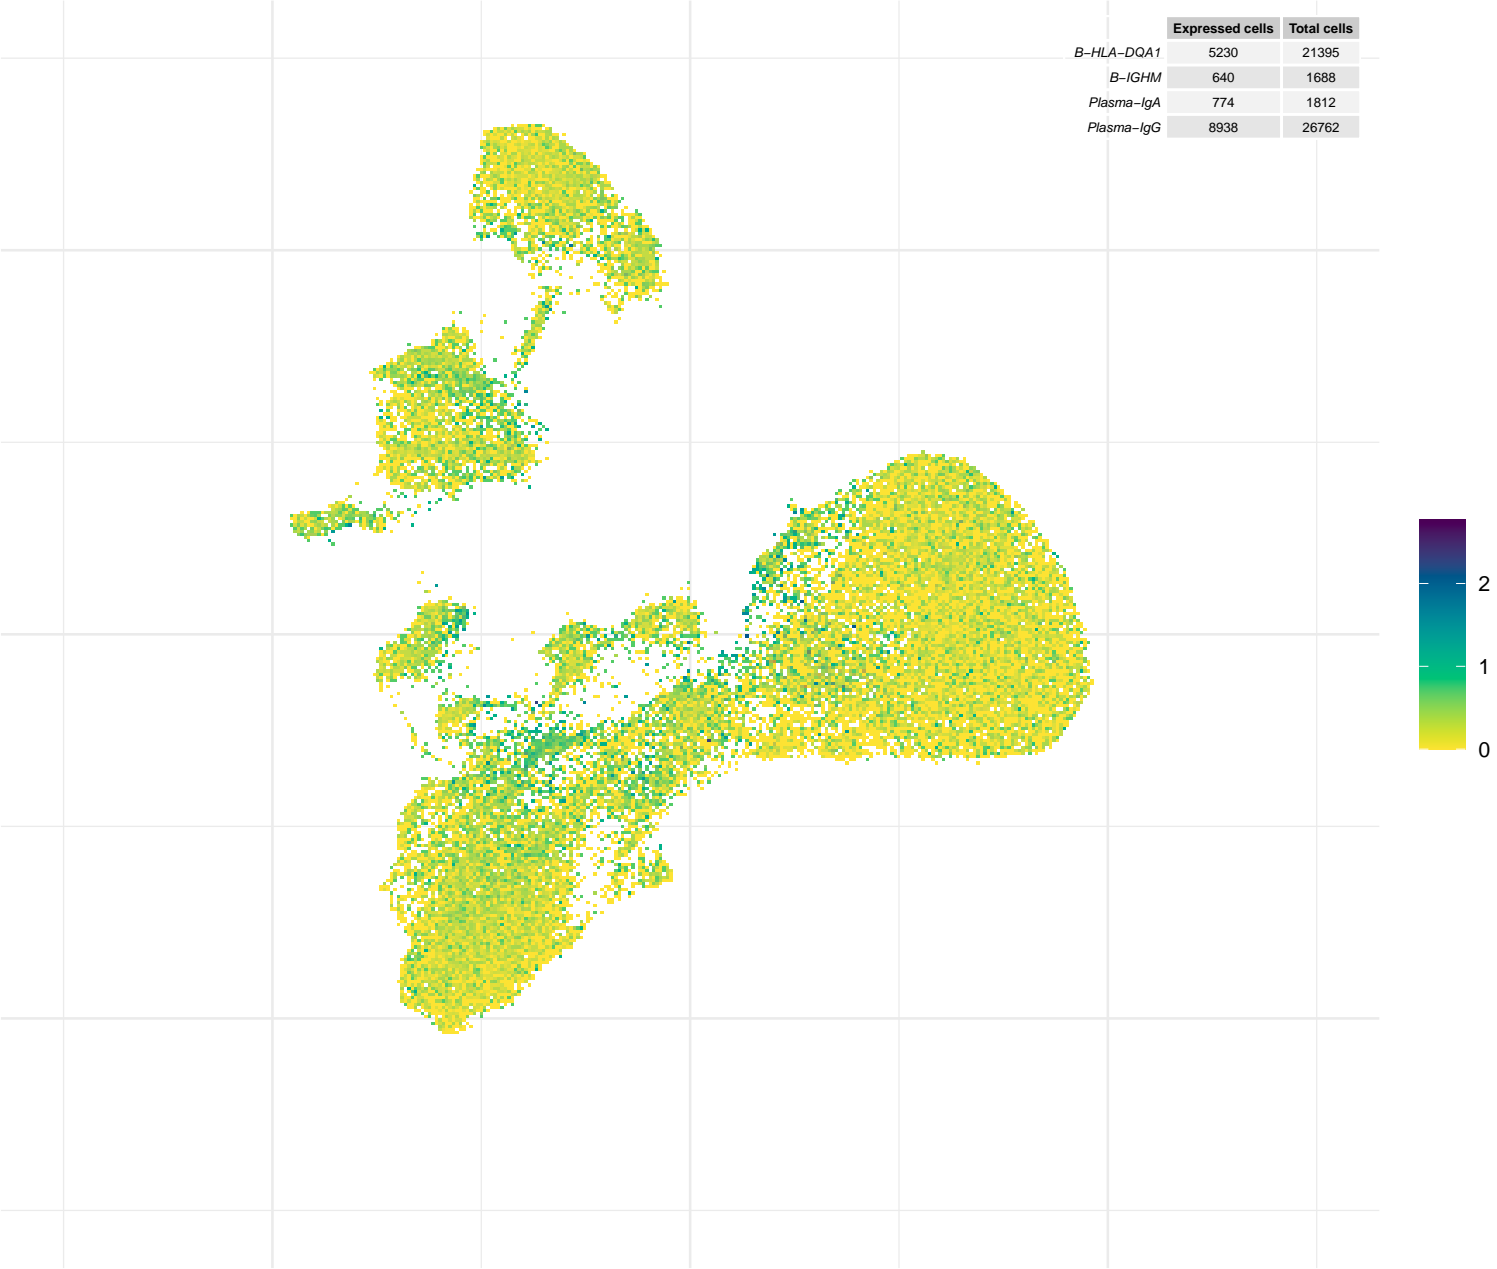 Expressed cells Total cells
B−HLA−DQA1 5230 21395
B−IGHM 640 1688
Plasma−IgA 774 1812
Plasma−IgG 8938 26762
2
1
0